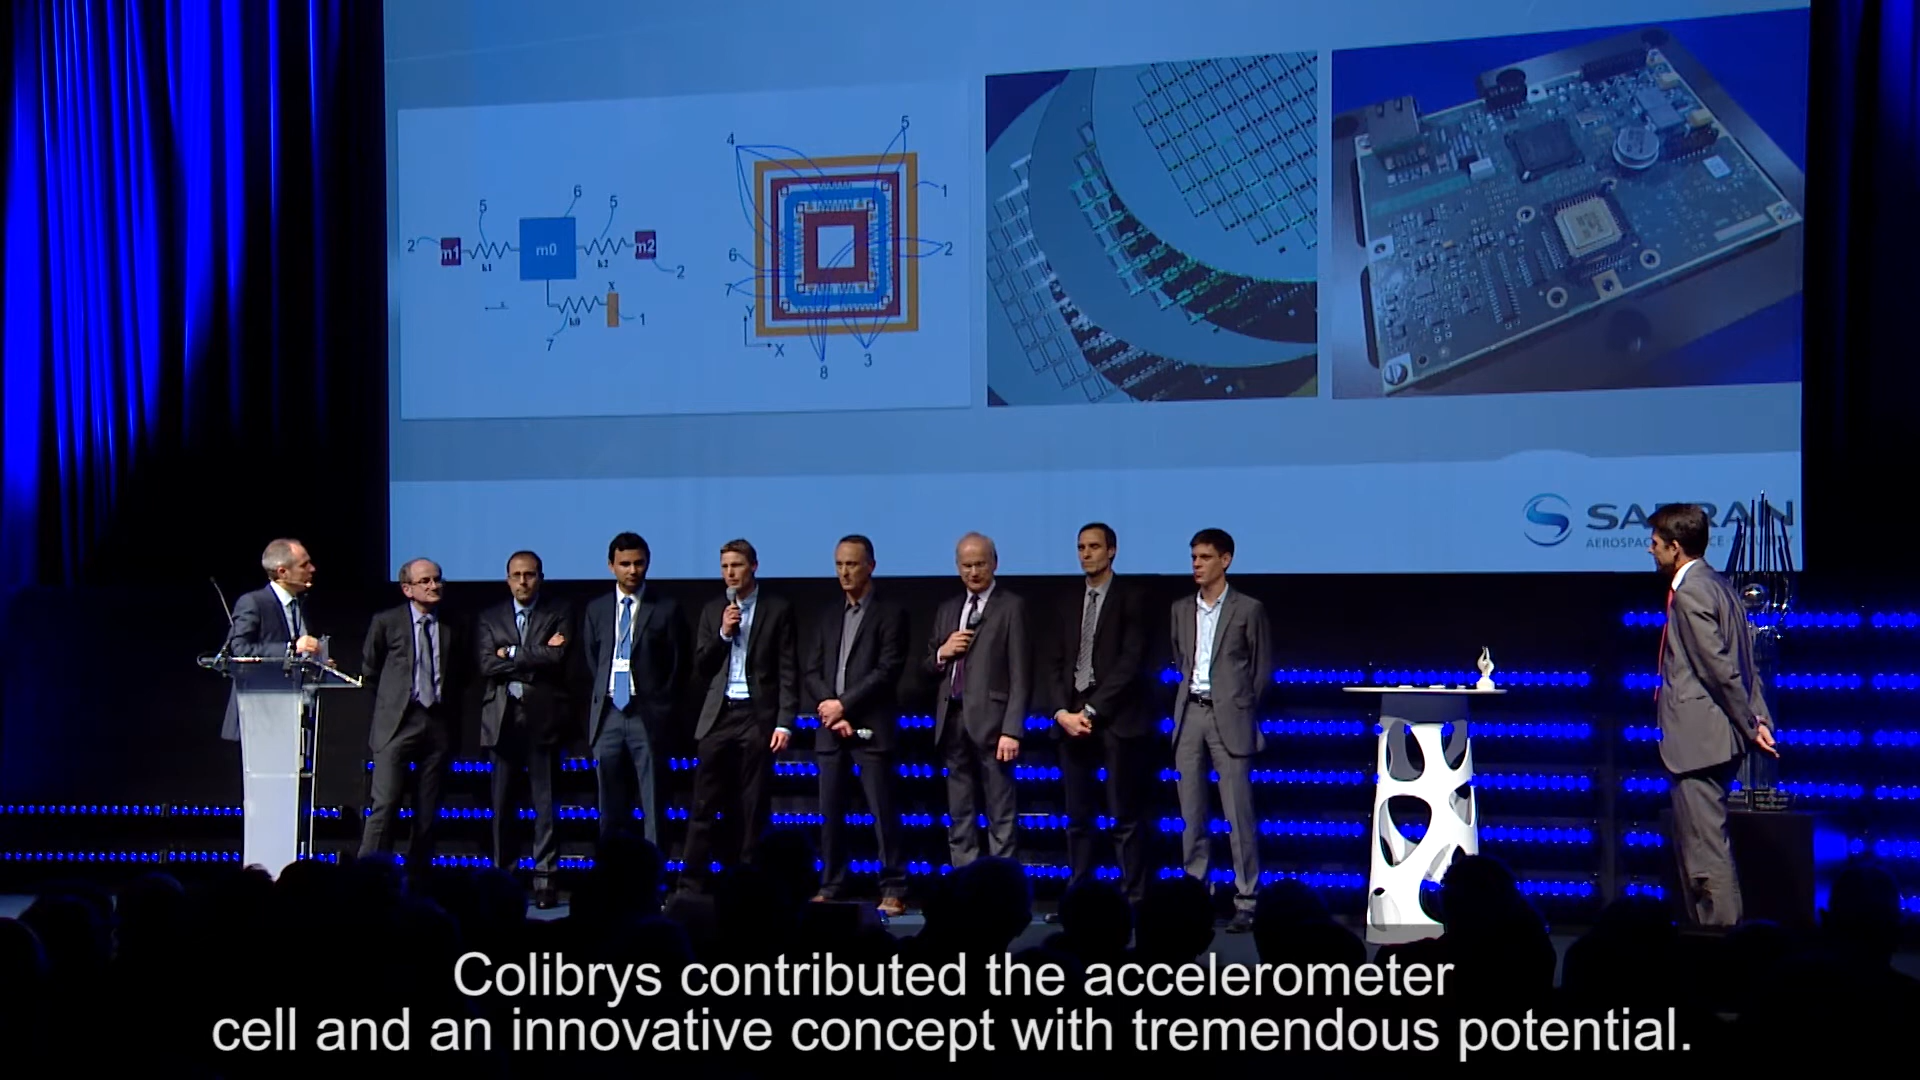 4
5
1
6
5
5
2
m1
m0
m2
2
k1
k2
6
2
X
k0
1
7
7
Y
X
8
3
SAFRAN
Colibrys contributed the accelerometer
cell and an innovative concept with tremendous potential.